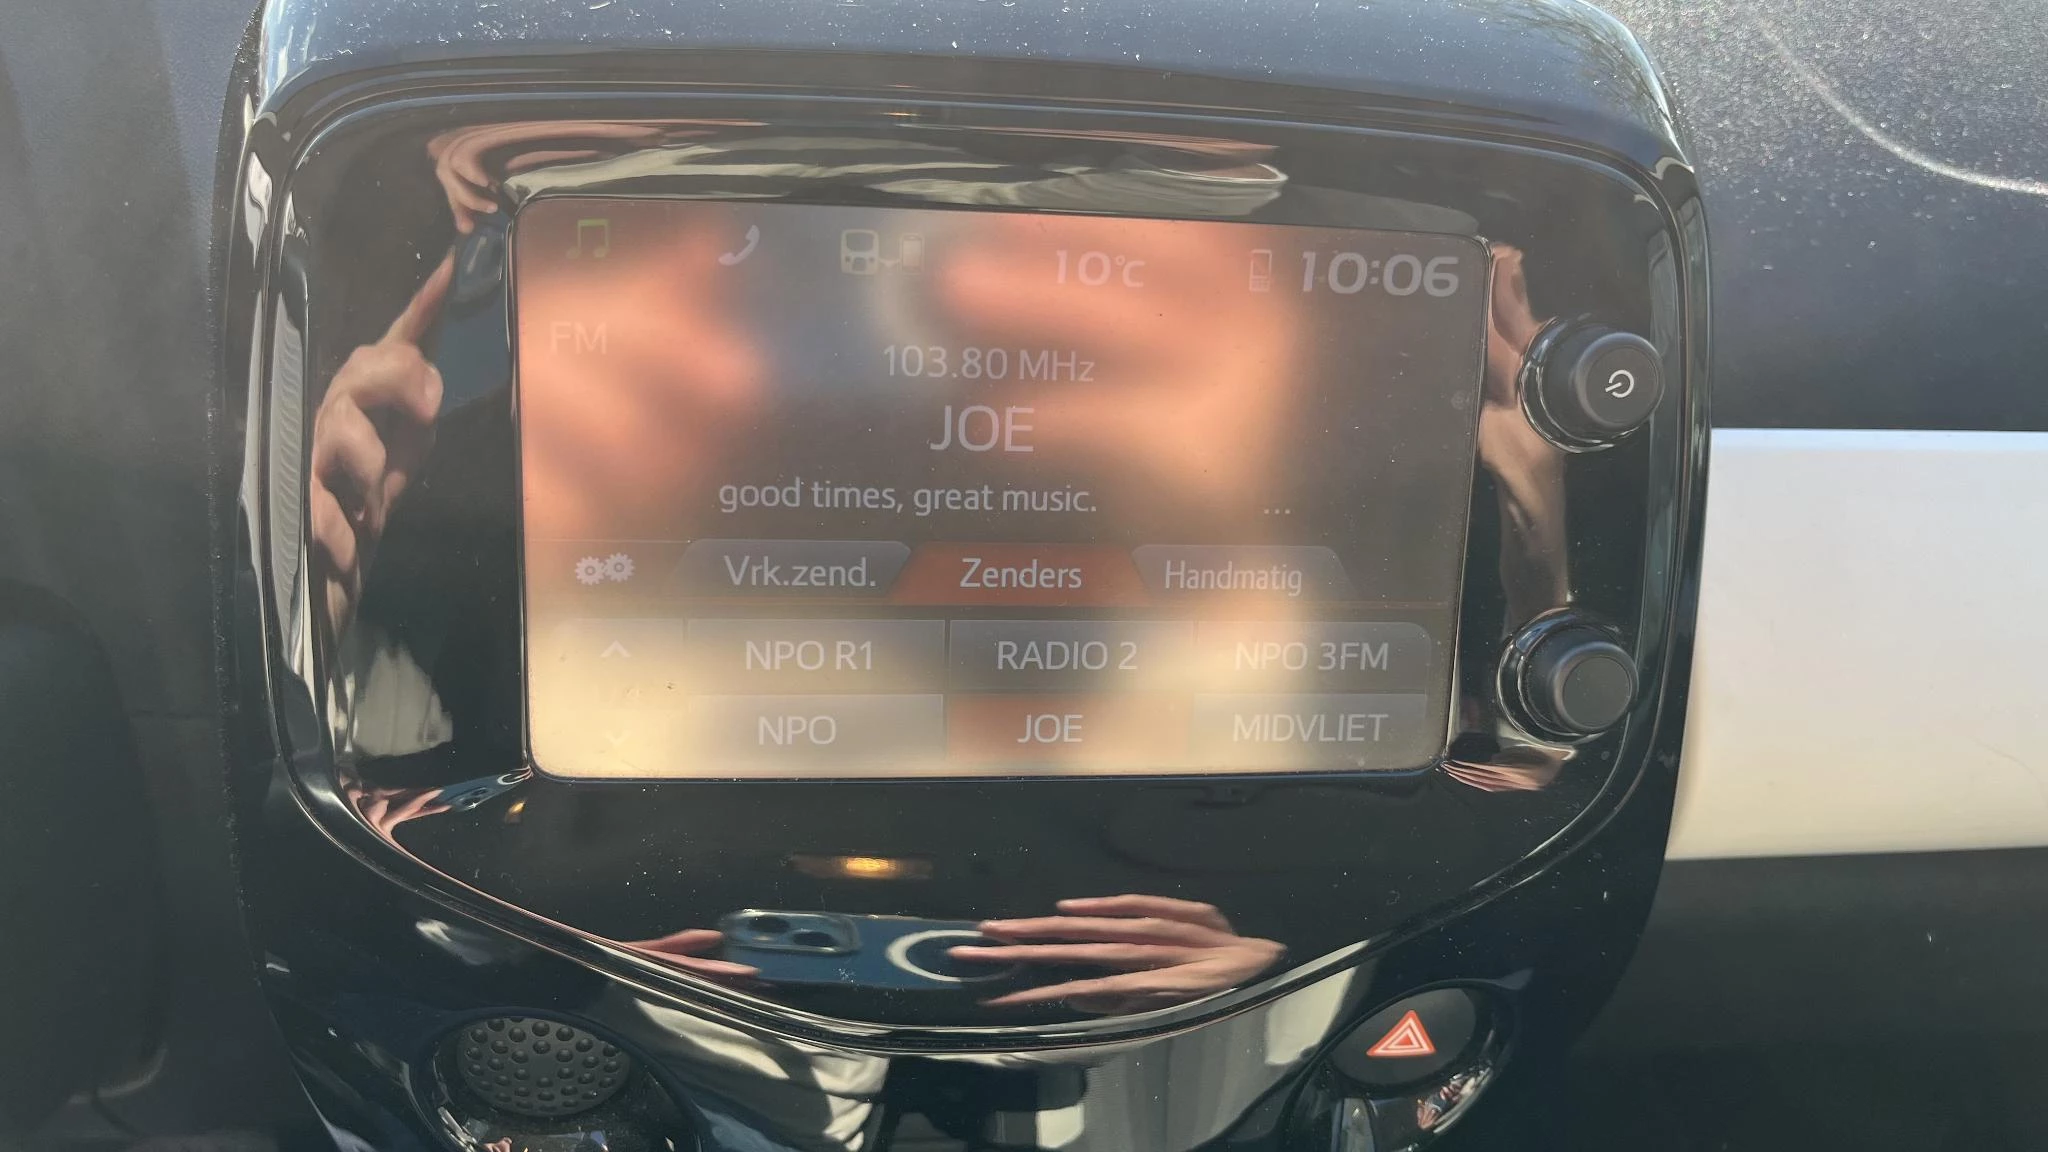 10°C 10:06
FM
103.80 MHz
JOE
good times, great music. ...
Vrk.zend. Zenders Handmatig
NPO R1 RADIO 2 NPO 3FM
NPO JOE MIDVLIET